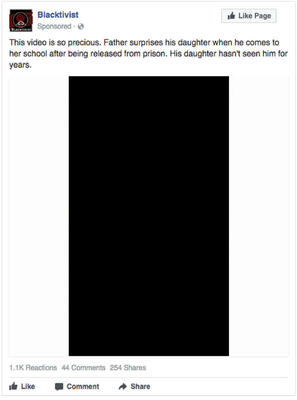 Blacktivist
Like Page
Sponsored ·
This video is so precious. Father surprises his daughter when he comes to
her school after being released from prison. His daughter hasn't seen him for
years.
1.1K Reactions 44 Comments 254 Shares
Like Comment Share